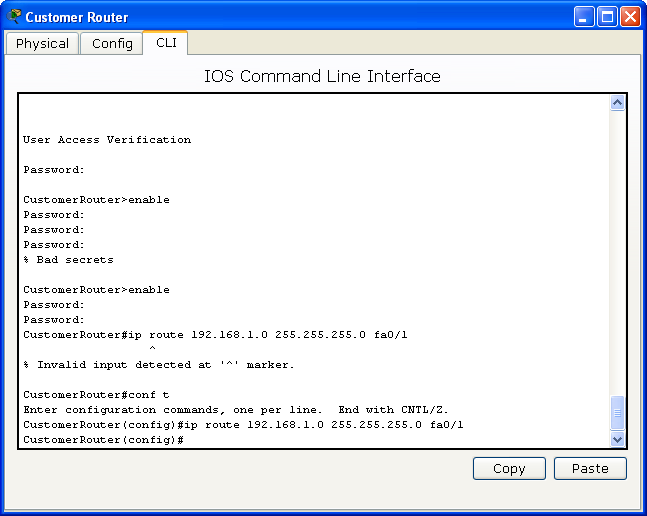 Customer Router
Physical Config CLI
IOS Command Line Interface
User Access Verification
Password:
CustomerRouter>enable
Password:
Password:
Password:
% Bad secrets
CustomerRouter>enable
Password:
Password:
CustomerRouter#ip route 192.168.1.0 255.255.255.0 fa0/1
^
% Invalid input detected at '^' marker.
CustomerRouter#conf t
Enter configuration commands, one per line.  End with CNTL/Z.
CustomerRouter(config)#ip route 192.168.1.0 255.255.255.0 fa0/1
CustomerRouter(config)#
Copy Paste